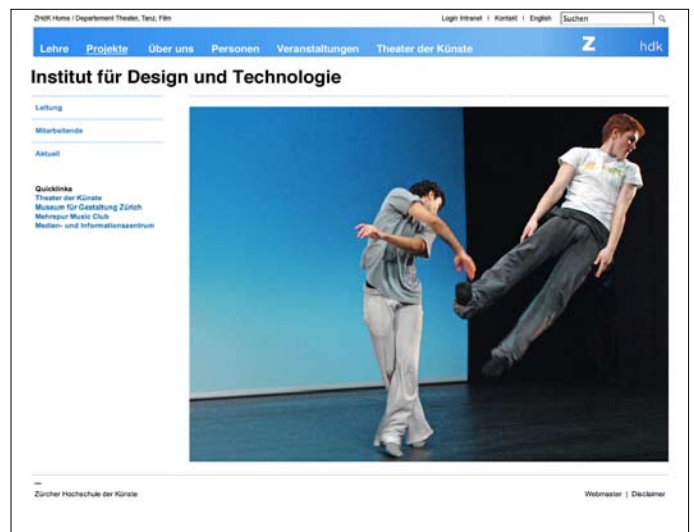 ZHdK Home / Departement Theater, Tanz, Film
Login Intranet | Kontakt | English
Suchen
Lehre Projekte Über uns Personen Veranstaltungen Theater der Künste
Z hdk
Institut für Design und Technologie
Leitung
Mitarbeitende
Aktuell
Quicklinks
Theater der Künste
Museum für Gestaltung Zürich
Mehrspur Music Club
Medien- und Informationszentrum
Zürcher Hochschule der Künste
Webmaster | Disclaimer